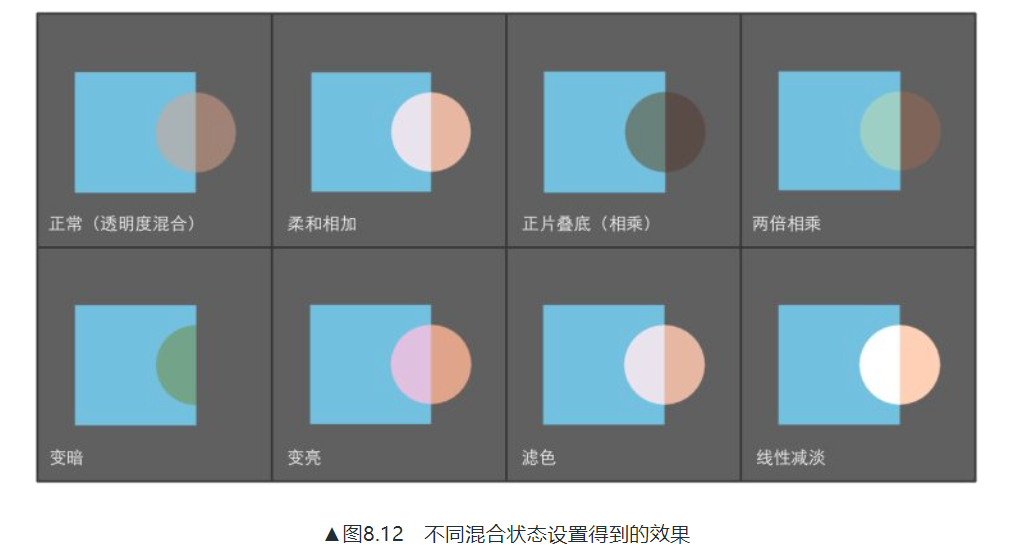 正常（透明度混合）
柔和相加
正片叠底（相乘）
两倍相乘
变暗
变亮
滤色
线性减淡
▲图8.12　不同混合状态设置得到的效果